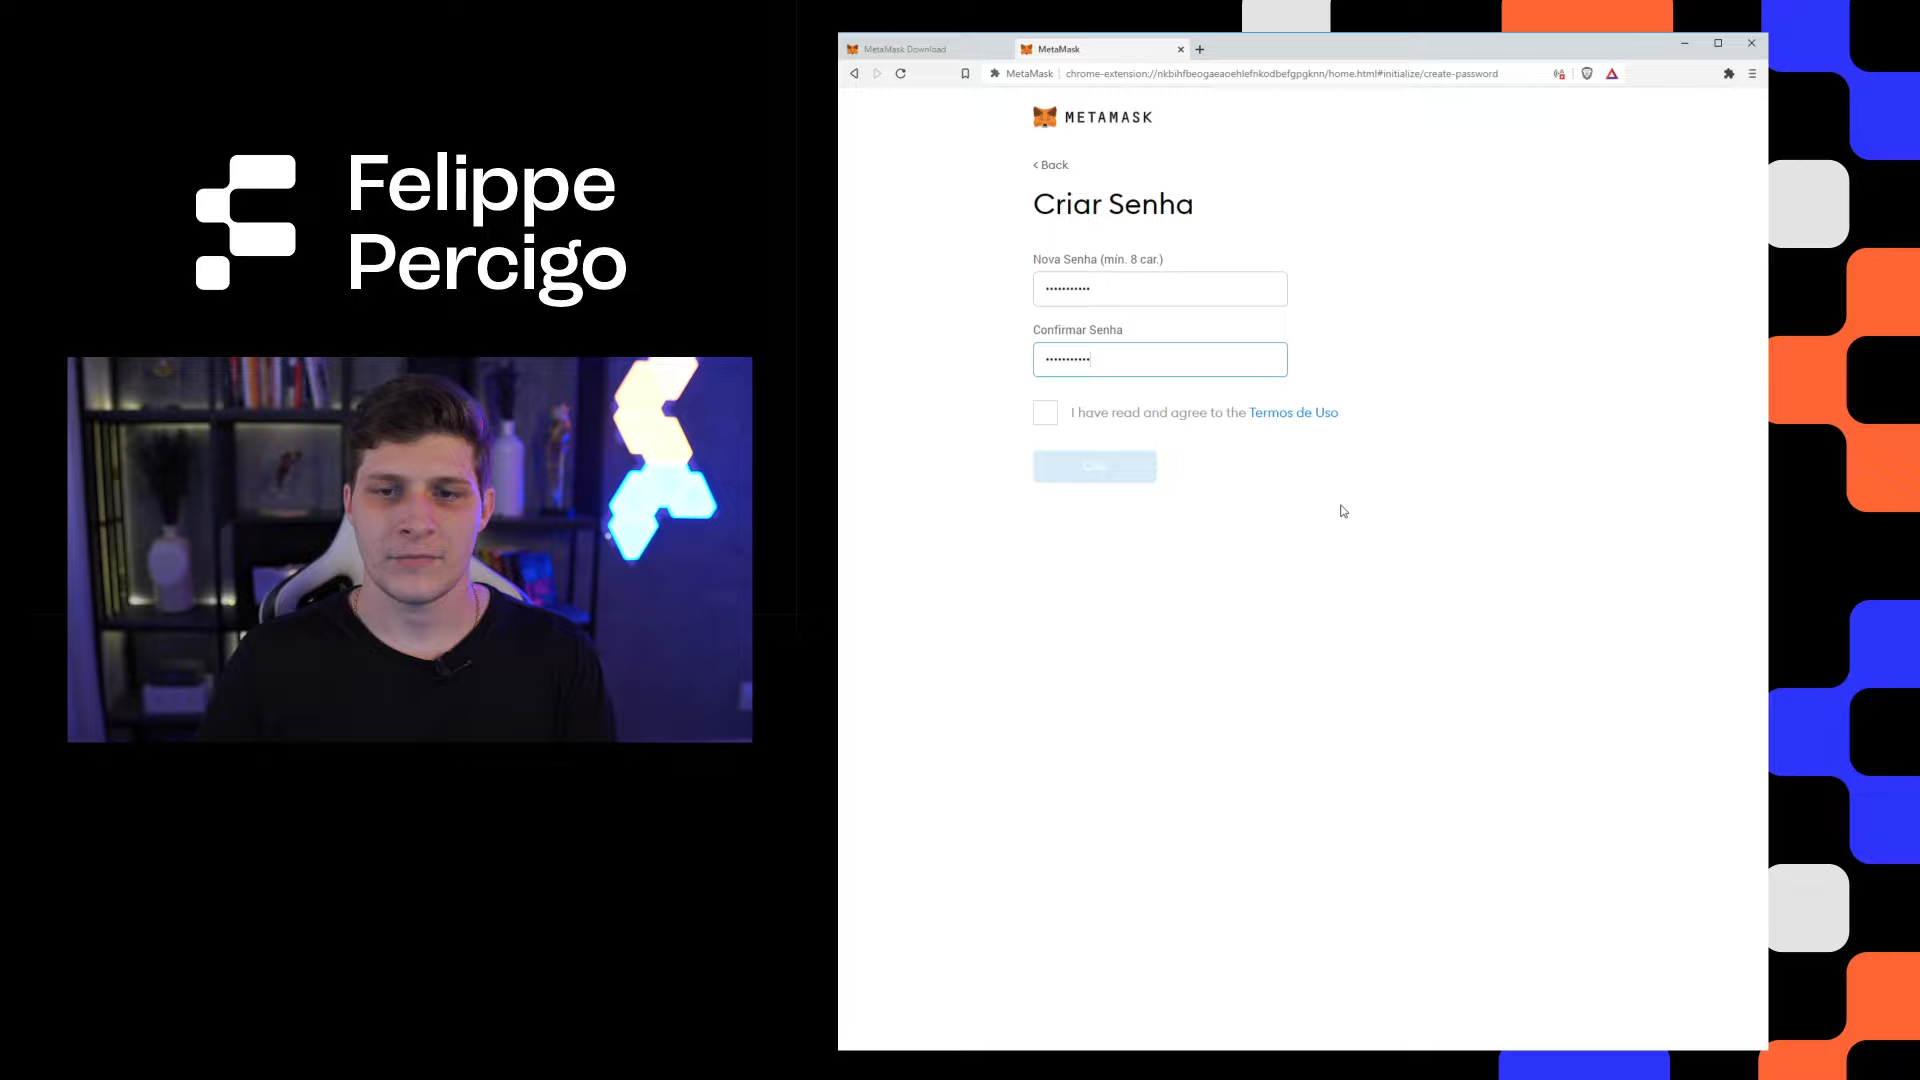 Felippe
Percigo
MetaMask Download
MetaMask
MetaMask
chrome-extension://nkbihfbeogaeaoehlefnkodbefgpgknn/home.html#initialize/create-password
METAMASK
< Back
Criar Senha
Nova Senha (mín. 8 car.)
•••••••••••
Confirmar Senha
•••••••••••
I have read and agree to the Termos de Uso